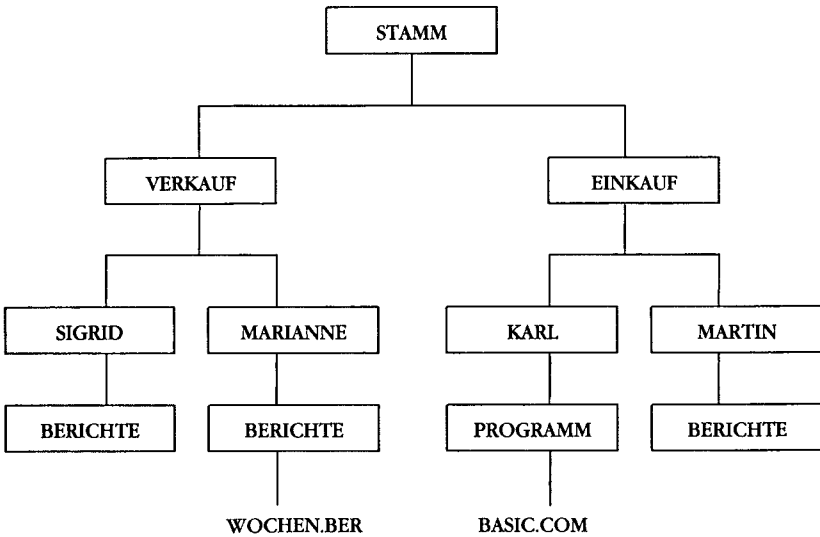 STAMM
VERKAUF
EINKAUF
SIGRID
MARIANNE
KARL
MARTIN
BERICHTE
BERICHTE
PROGRAMM
BERICHTE
WOCHEN.BER
BASIC.COM